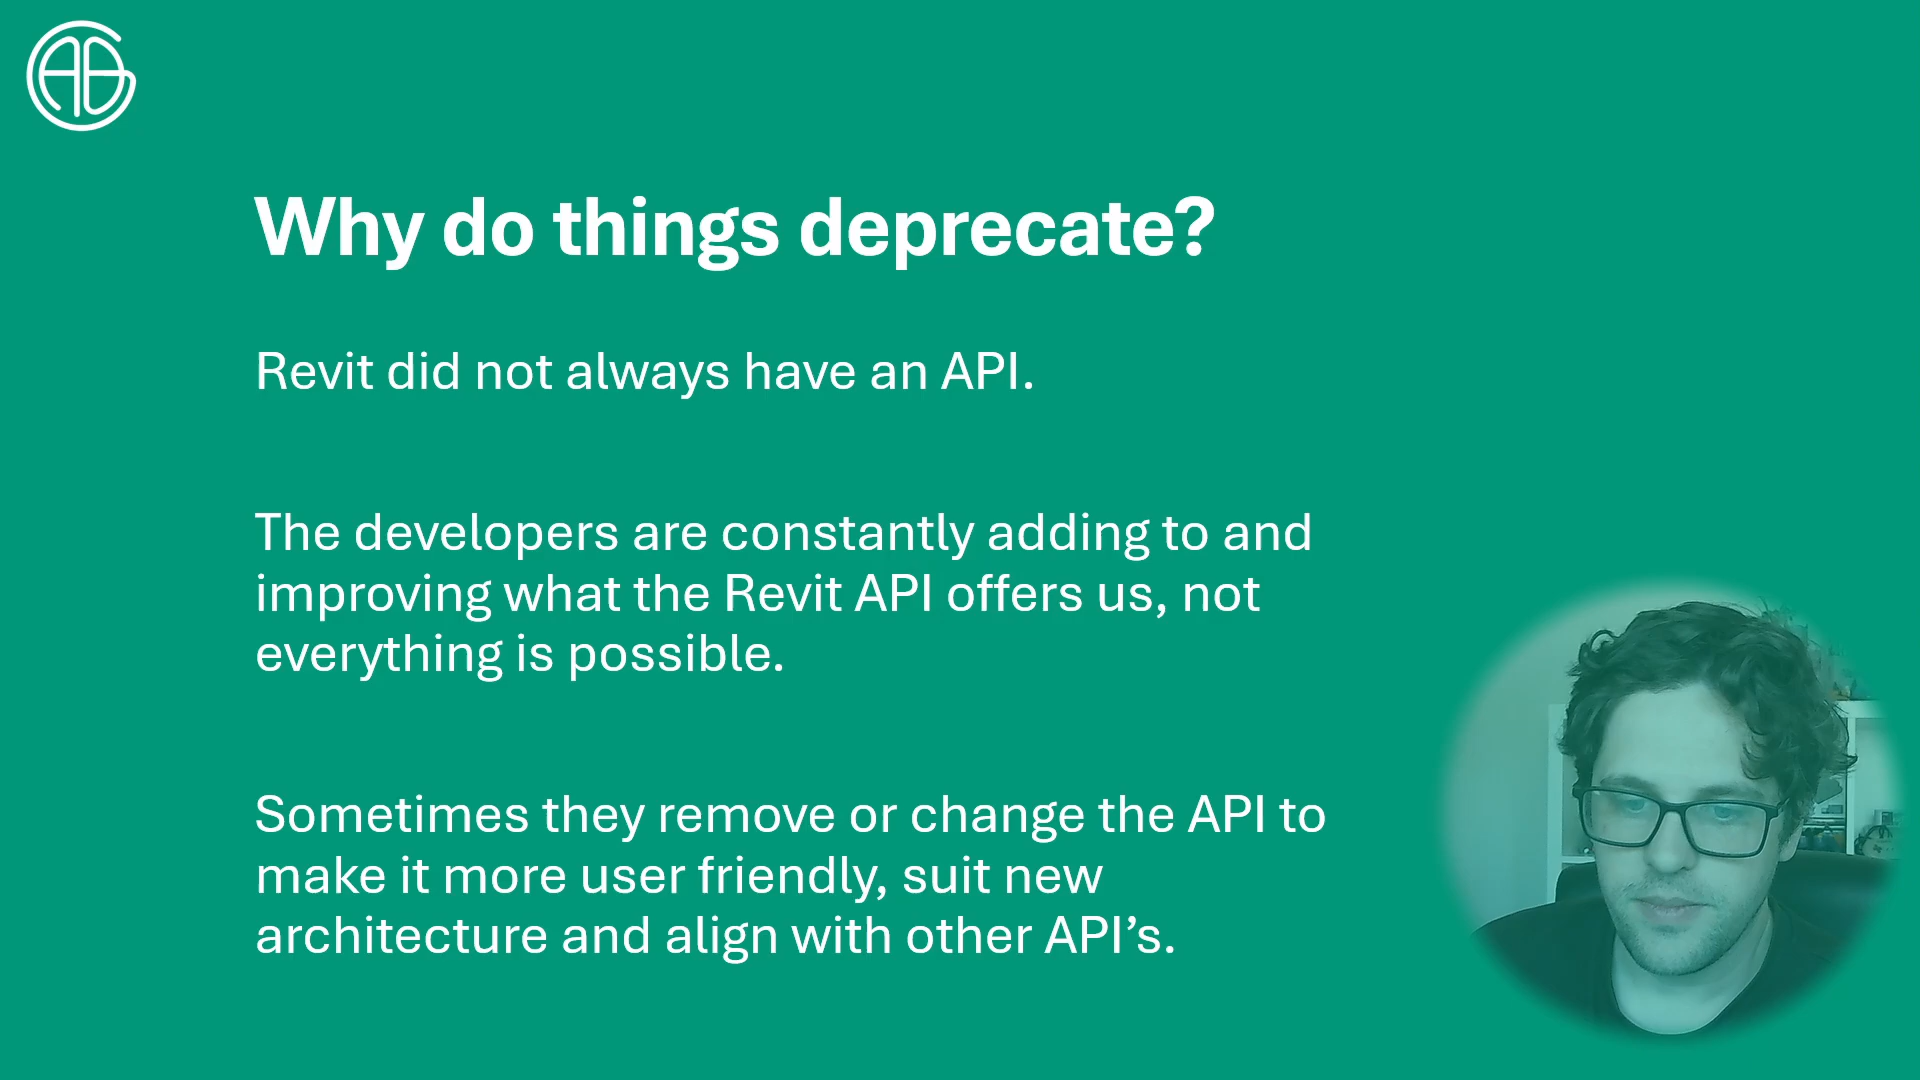 Why do things deprecate?
Revit did not always have an API.
The developers are constantly adding to and
improving what the Revit API offers us, not
everything is possible.
Sometimes they remove or change the API to
make it more user friendly, suit new
architecture and align with other API’s.